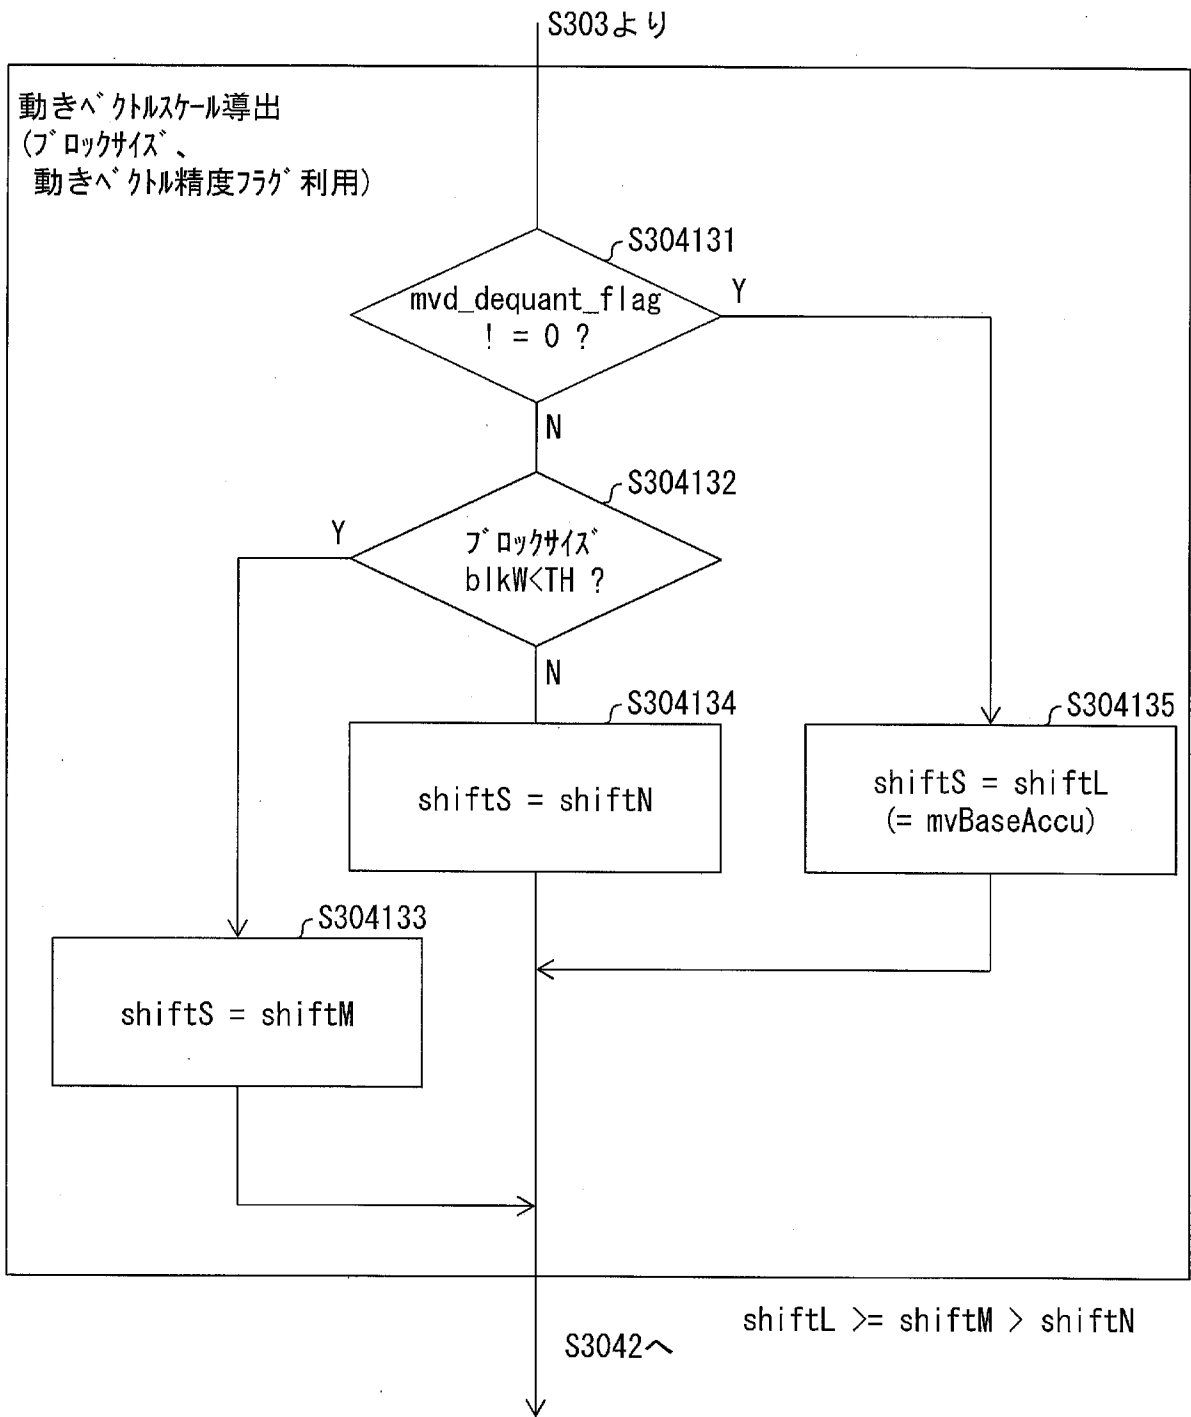 S303より
動きベクトルスケール導出
(ブロックサイズ、
動きベクトル精度フラグ利用)
S304131
mvd_dequant_flag
! = 0 ?
Y
N
S304132
ブロックサイズ
blkW<TH ?
Y
N
S304134
shiftS = shiftN
S304135
shiftS = shiftL
(= mvBaseAccu)
S304133
shiftS = shiftM
shiftL >= shiftM > shiftN
S3042へ